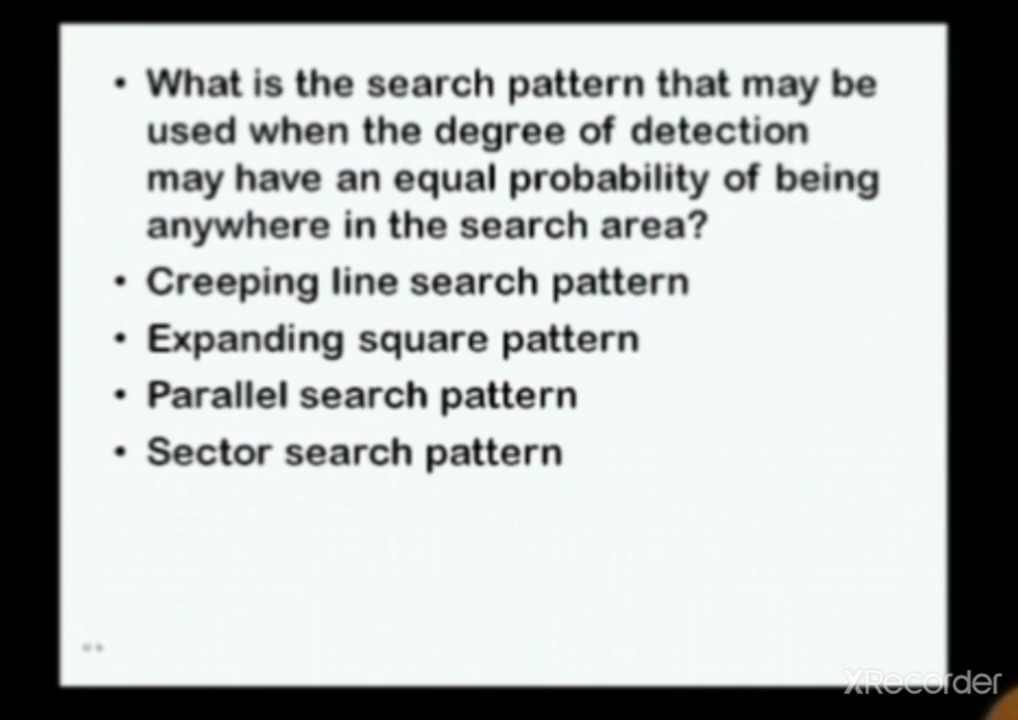 • What is the search pattern that may be
used when the degree of detection
may have an equal probability of being
anywhere in the search area?
• Creeping line search pattern
• Expanding square pattern
• Parallel search pattern
• Sector search pattern
XRecorder